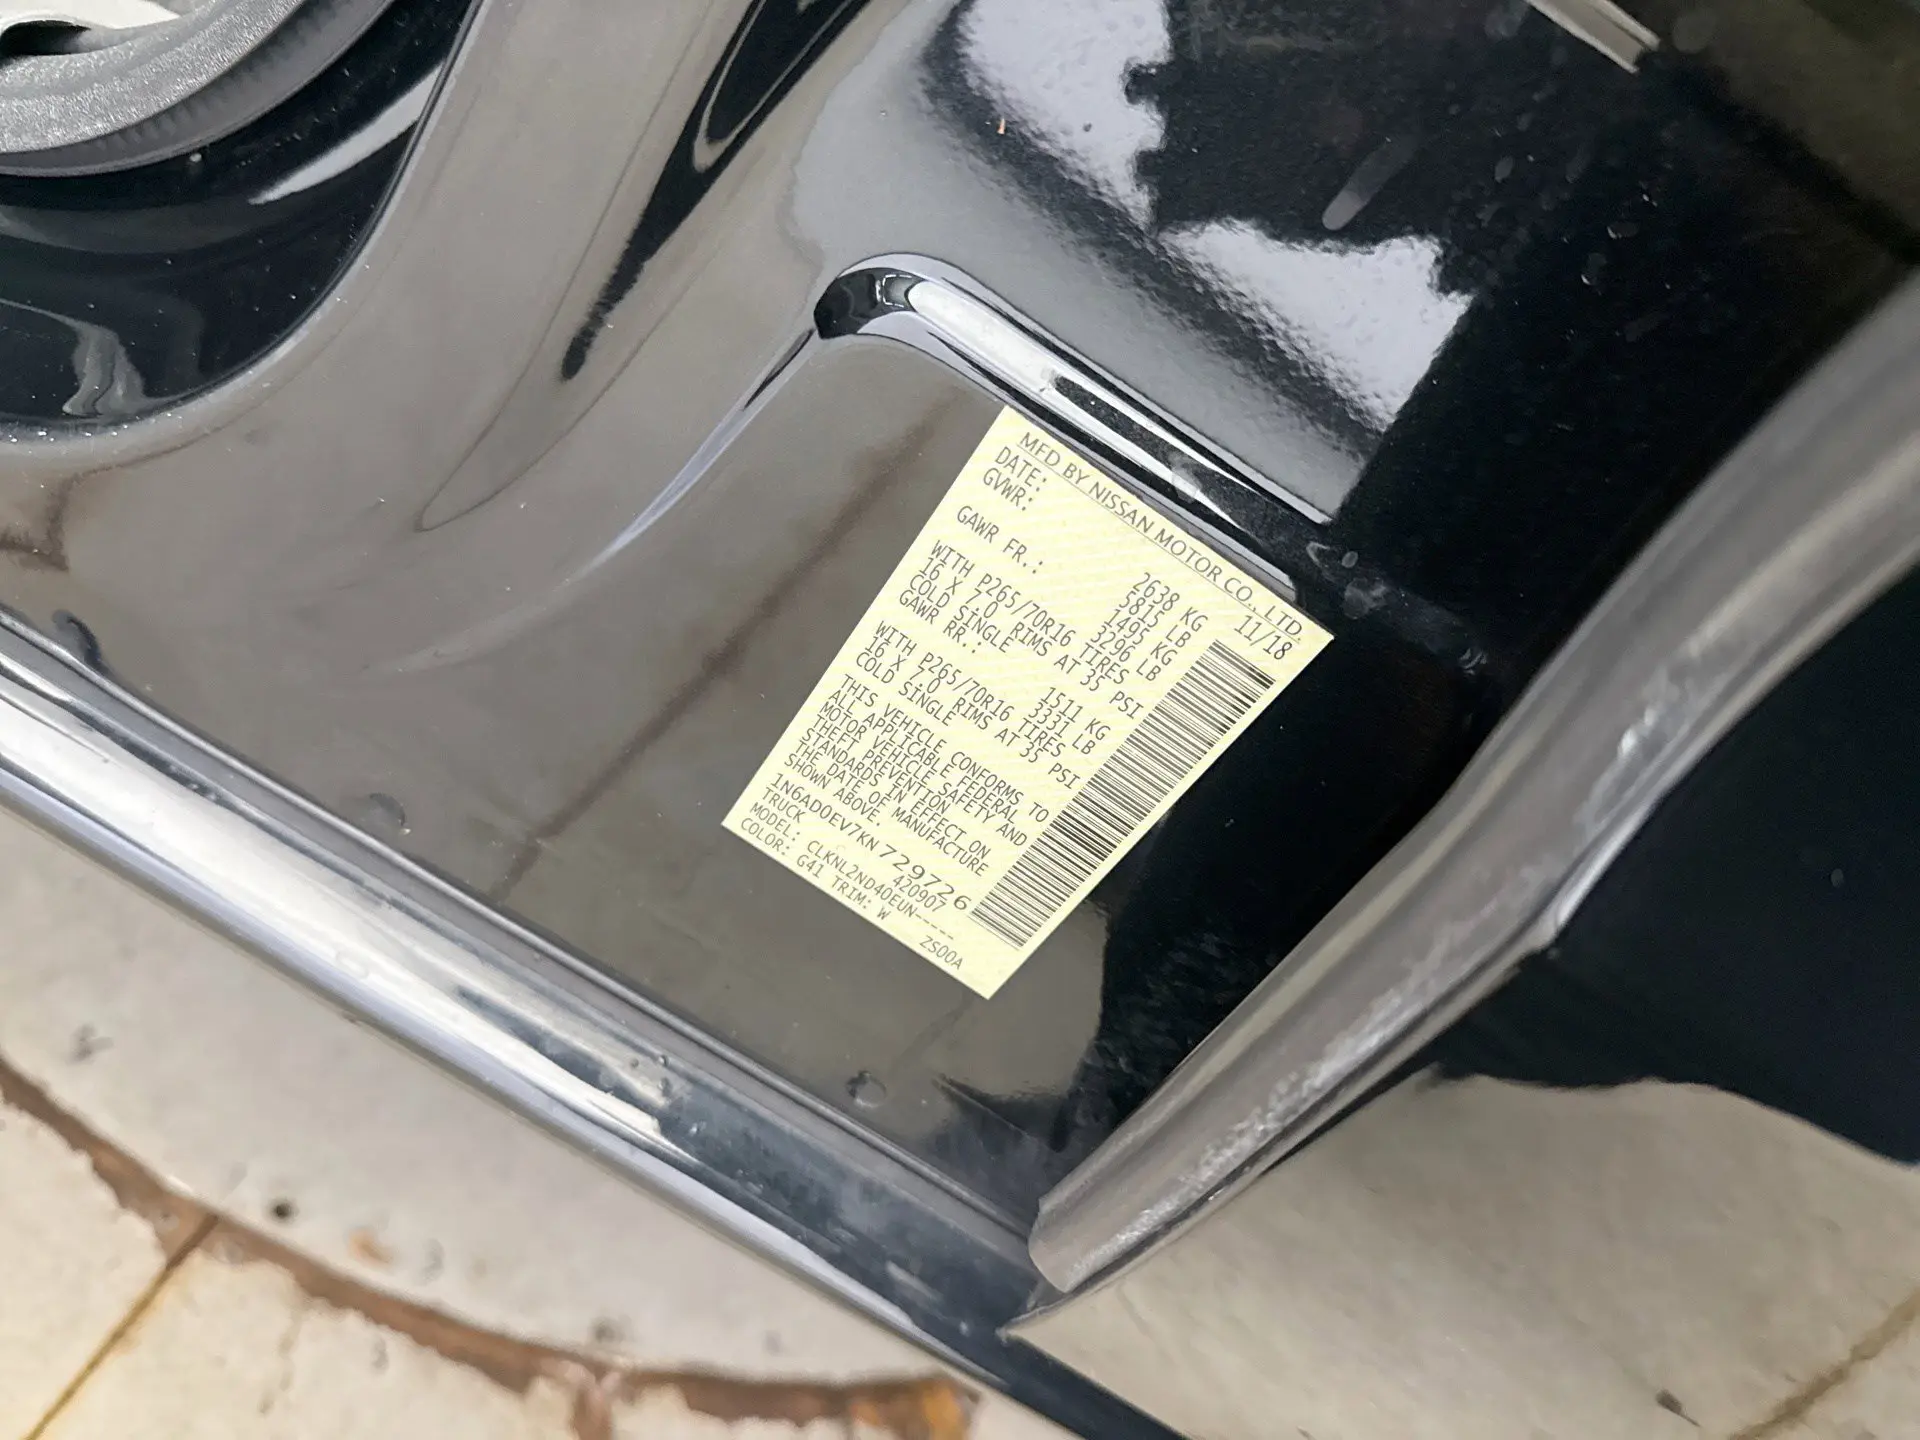 MFD BY NISSAN MOTOR CO., LTD.
DATE: 11/18
GVWR: 2638 KG
5815 LB
GAWR FR.: 1495 KG
3296 LB
WITH P265/70R16 TIRES
16 X 7.0 RIMS AT 35 PSI
COLD SINGLE
GAWR RR.: 1511 KG
3331 LB
WITH P265/70R16 TIRES
16 X 7.0 RIMS AT 35 PSI
COLD SINGLE
THIS VEHICLE CONFORMS TO
ALL APPLICABLE FEDERAL
MOTOR VEHICLE SAFETY AND
THEFT PREVENTION
STANDARDS IN EFFECT ON
THE DATE OF MANUFACTURE
SHOWN ABOVE.
1N6AD0EV7KN729726
TRUCK 420907
MODEL: CLKNL2ND40EUN-----
COLOR: G41 TRIM: W
ZS00A